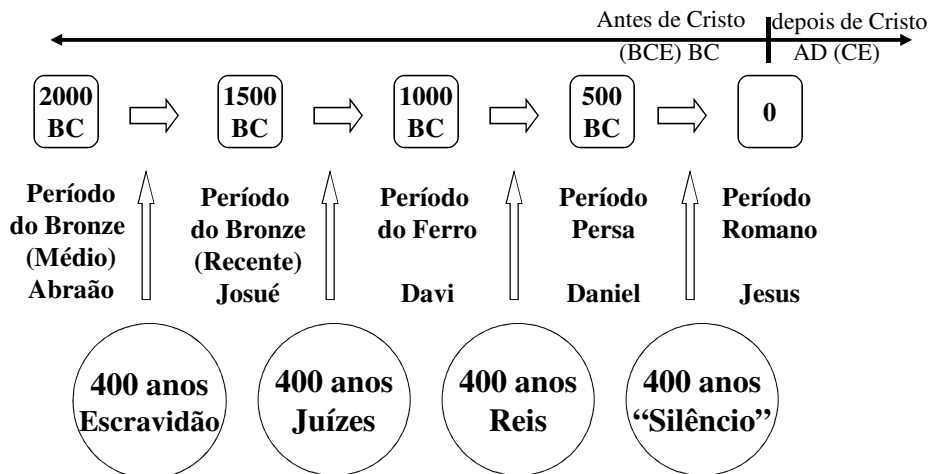 Antes de Cristo
(BCE) BC
depois de Cristo
AD (CE)
2000
BC
1500
BC
1000
BC
500
BC
0
Período
do Bronze
(Médio)
Abraão
Período
do Bronze
(Recente)
Josué
Período
do Ferro
Davi
Período
Persa
Daniel
Período
Romano
Jesus
400 anos
Escravidão
400 anos
Juízes
400 anos
Reis
400 anos
“Silêncio”